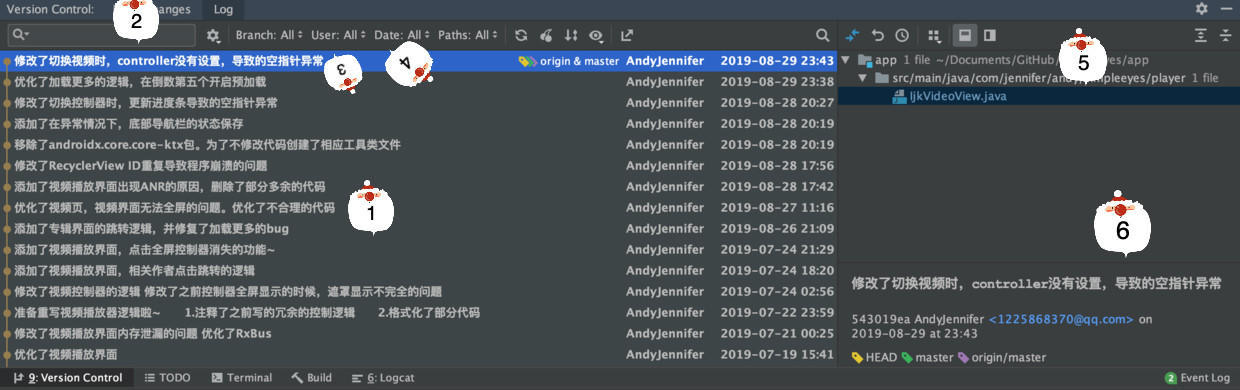 Version Control:
anges
Log
2
Branch: All
User: All
Date: All
Paths: All
修改了切换视频时，controller没有设置，导致的空指针异常
3
4
origin & master
AndyJennifer
2019-08-29 23:43
优化了加载更多的逻辑，在倒数第五个开启预加载
AndyJennifer
2019-08-29 23:38
修改了切换控制器时，更新进度条导致的空指针异常
AndyJennifer
2019-08-28 20:27
添加了在异常情况下，底部导航栏的状态保存
AndyJennifer
2019-08-28 20:19
移除了androidx.core.core-ktx包。为了不修改代码创建了相应工具类文件
AndyJennifer
2019-08-28 20:19
修改了RecyclerView ID重复导致程序崩溃的问题
AndyJennifer
2019-08-28 17:56
添加了视频播放界面出现ANR的原因，删除了部分多余的代码
AndyJennifer
2019-08-28 17:42
优化了视频页，视频界面无法全屏的问题。优化了不合理的代码
1
AndyJennifer
2019-08-27 11:16
添加了专辑界面的跳转逻辑，并修复了加载更多的bug
AndyJennifer
2019-08-26 21:09
添加了视频播放界面，点击全屏控制器消失的功能~
AndyJennifer
2019-07-24 21:29
添加了视频播放界面，相关作者点击跳转的逻辑
AndyJennifer
2019-07-24 18:20
修改了视频控制器的逻辑 修改了之前控制器全屏显示的时候，遮罩显示不完全的问题
AndyJennifer
2019-07-24 02:56
准备重写视频播放器逻辑啦~ 1.注释了之前写的冗余的控制逻辑 2.格式化了部分代码
AndyJennifer
2019-07-22 23:59
修改了视频播放界面内存泄漏的问题 优化了RxBus
AndyJennifer
2019-07-21 00:25
优化了视频播放界面
AndyJennifer
2019-07-19 15:41
5
app 1 file ~/Documents/GitHub/
eyes/app
src/main/java/com/jennifer/andy/simpleeyes/player 1 file
IjkVideoView.java
6
修改了切换视频时，controller没有设置，导致的空指针异常
543019ea AndyJennifer <1225868370@qq.com> on
2019-08-29 at 23:43
HEAD master origin/master
9: Version Control
TODO
Terminal
Build
6: Logcat
2 Event Log